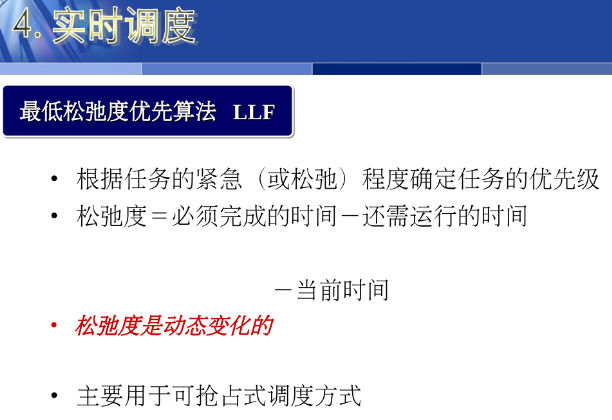 4. 实时调度
最低松弛度优先算法 LLF
• 根据任务的紧急（或松弛）程度确定任务的优先级
• 松弛度＝必须完成的时间－还需运行的时间
－当前时间
• 松弛度是动态变化的
• 主要用于可抢占式调度方式